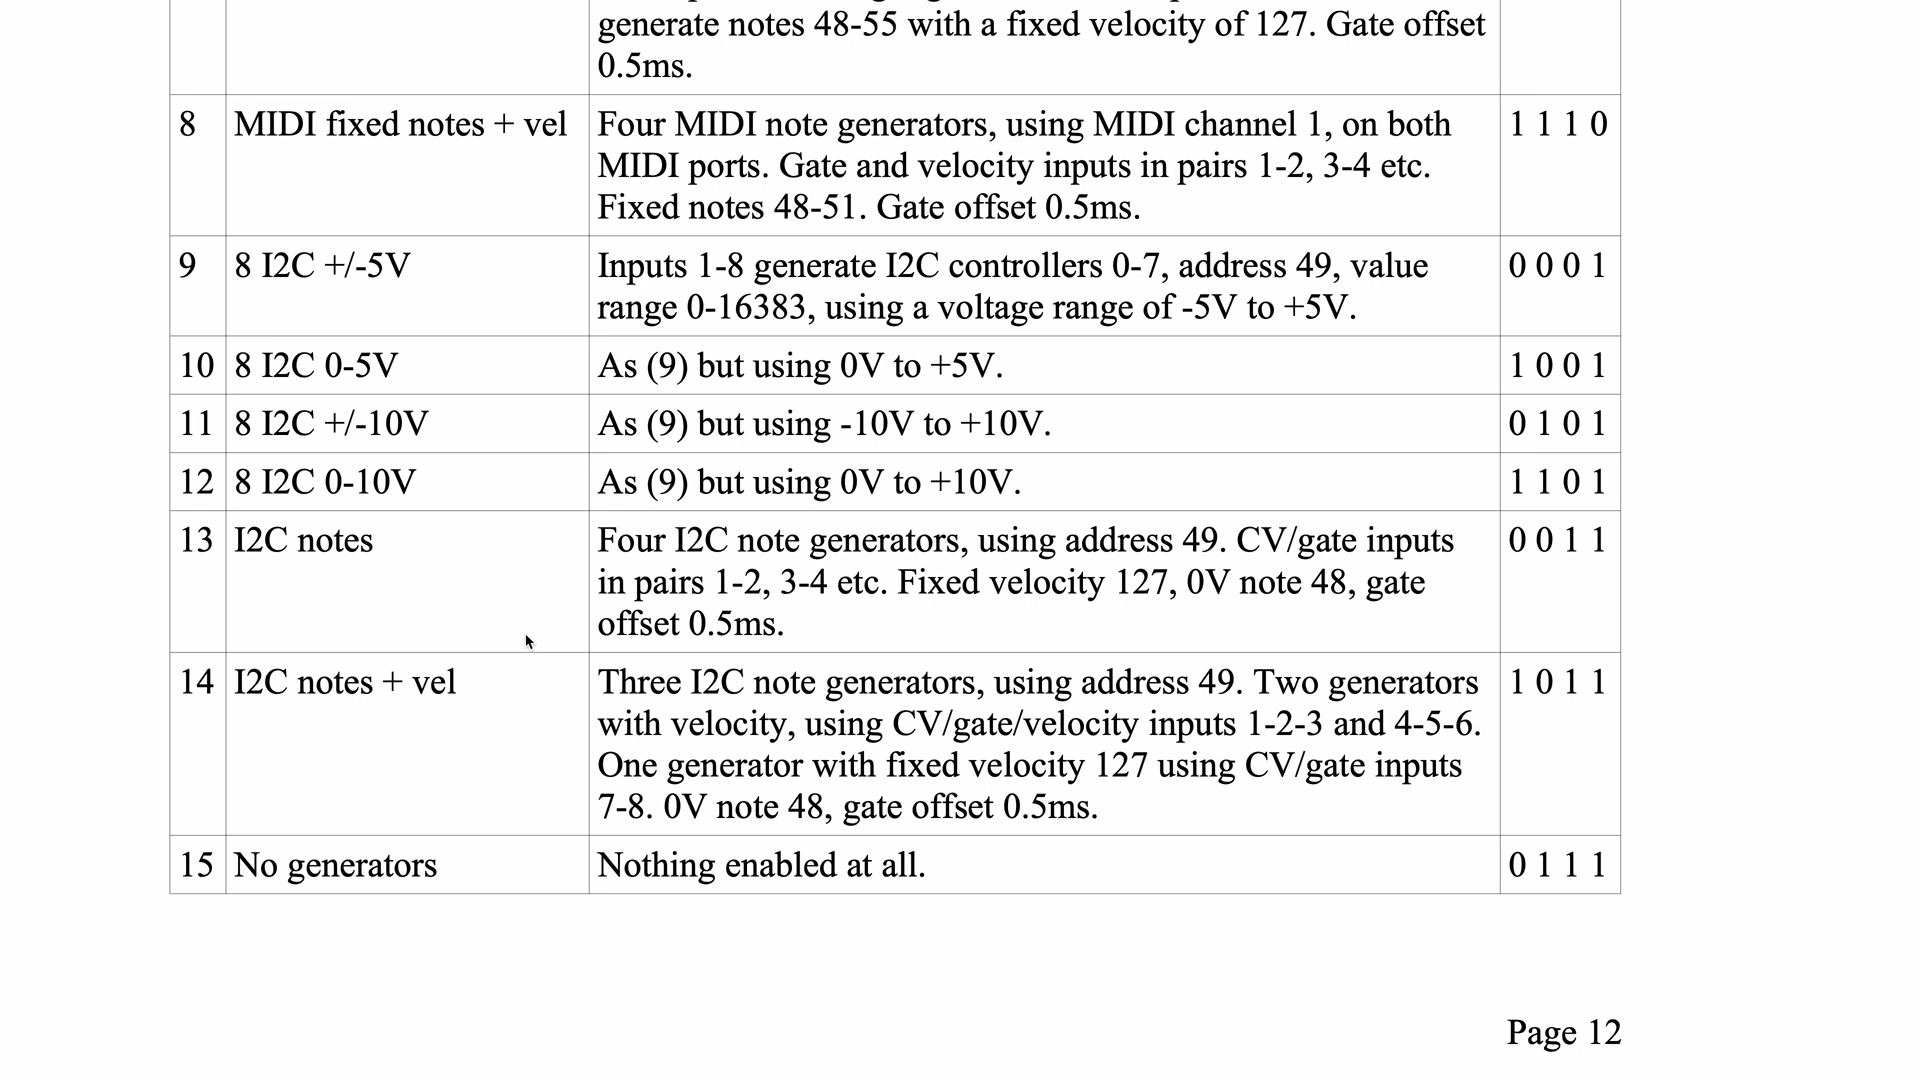 generate notes 48-55 with a fixed velocity of 127. Gate offset
0.5ms.
8 MIDI fixed notes + vel Four MIDI note generators, using MIDI channel 1, on both 1 1 1 0
MIDI ports. Gate and velocity inputs in pairs 1-2, 3-4 etc.
Fixed notes 48-51. Gate offset 0.5ms.
9 8 I2C +/-5V Inputs 1-8 generate I2C controllers 0-7, address 49, value 0 0 0 1
range 0-16383, using a voltage range of -5V to +5V.
10 8 I2C 0-5V As (9) but using 0V to +5V. 1 0 0 1
11 8 I2C +/-10V As (9) but using -10V to +10V. 0 1 0 1
12 8 I2C 0-10V As (9) but using 0V to +10V. 1 1 0 1
13 I2C notes Four I2C note generators, using address 49. CV/gate inputs 0 0 1 1
in pairs 1-2, 3-4 etc. Fixed velocity 127, 0V note 48, gate
offset 0.5ms.
14 I2C notes + vel Three I2C note generators, using address 49. Two generators 1 0 1 1
with velocity, using CV/gate/velocity inputs 1-2-3 and 4-5-6.
One generator with fixed velocity 127 using CV/gate inputs
7-8. 0V note 48, gate offset 0.5ms.
15 No generators Nothing enabled at all. 0 1 1 1
Page 12